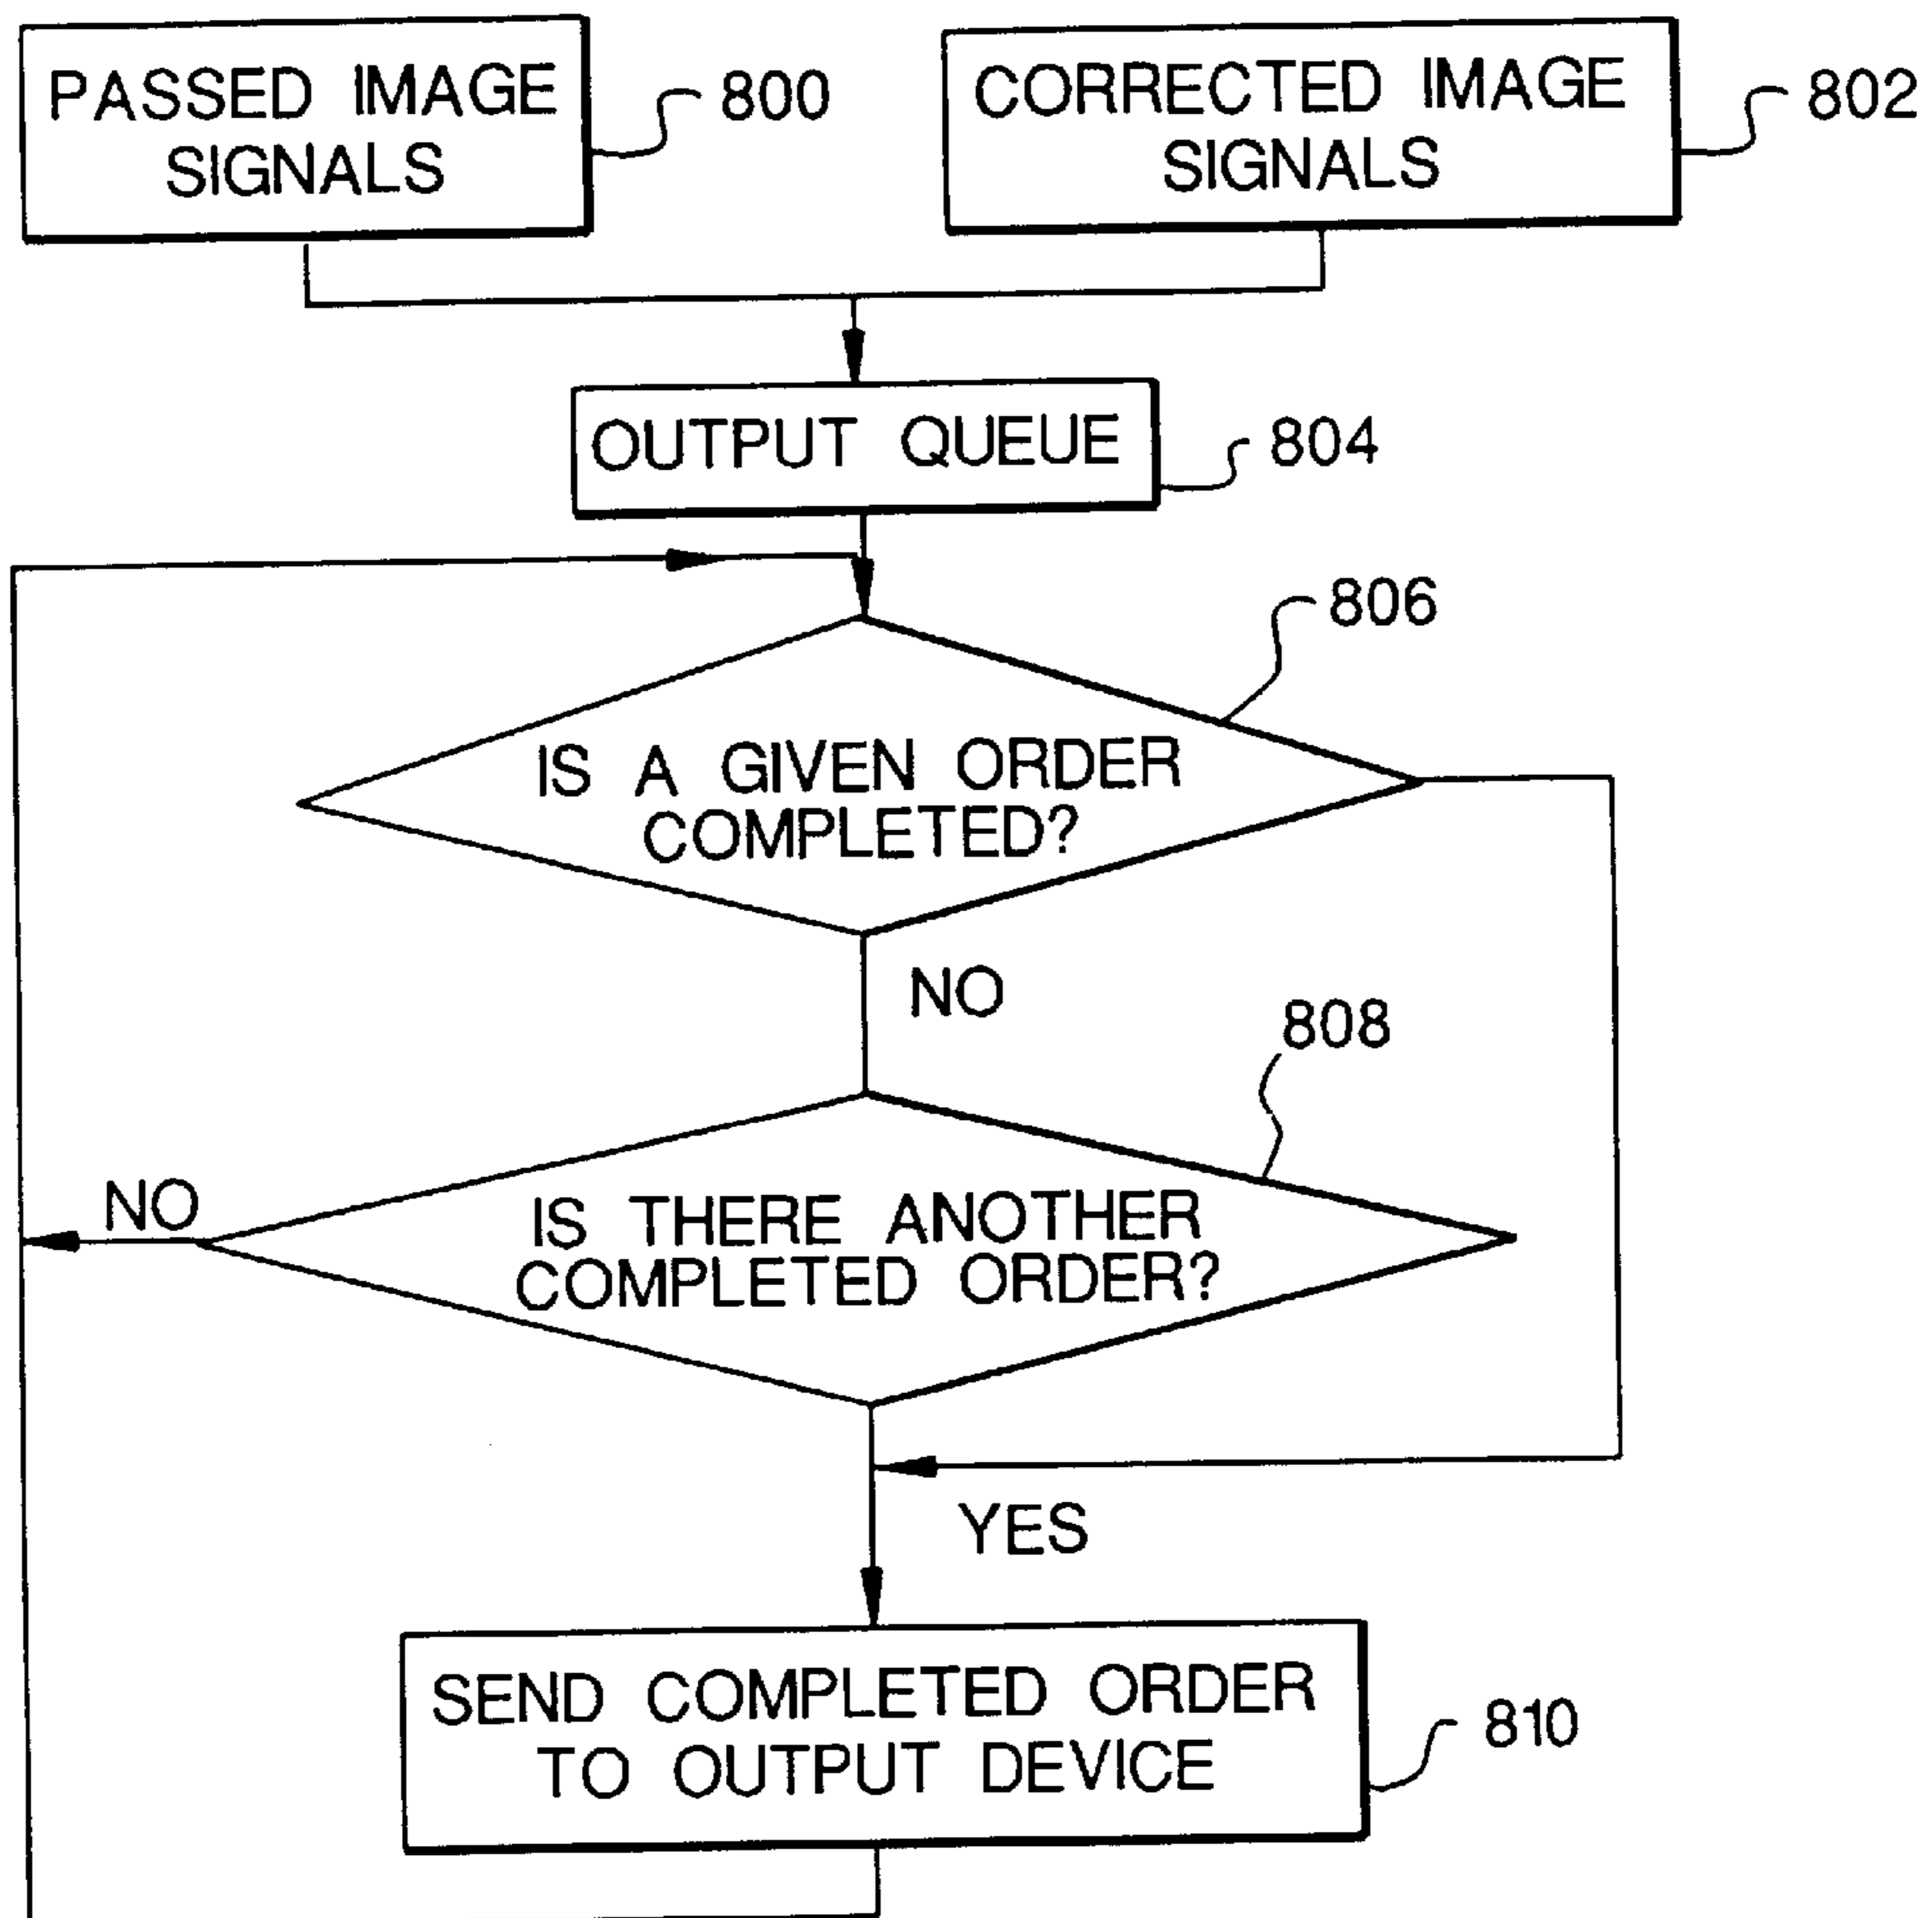 PASSED IMAGE
SIGNALS
800
CORRECTED IMAGE
SIGNALS
802
OUTPUT QUEUE
804
806
IS A GIVEN ORDER
COMPLETED?
NO
808
NO
IS THERE ANOTHER
COMPLETED ORDER?
YES
SEND COMPLETED ORDER
TO OUTPUT DEVICE
810